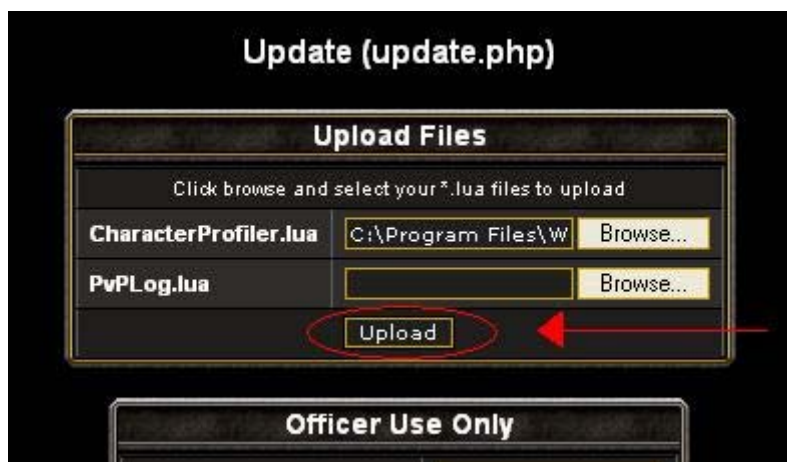 Update (update.php)
Upload Files
Click browse and select your *.lua files to upload
CharacterProfiler.lua C:\Program Files\W Browse...
PvPLog.lua Browse...
Upload
Officer Use Only